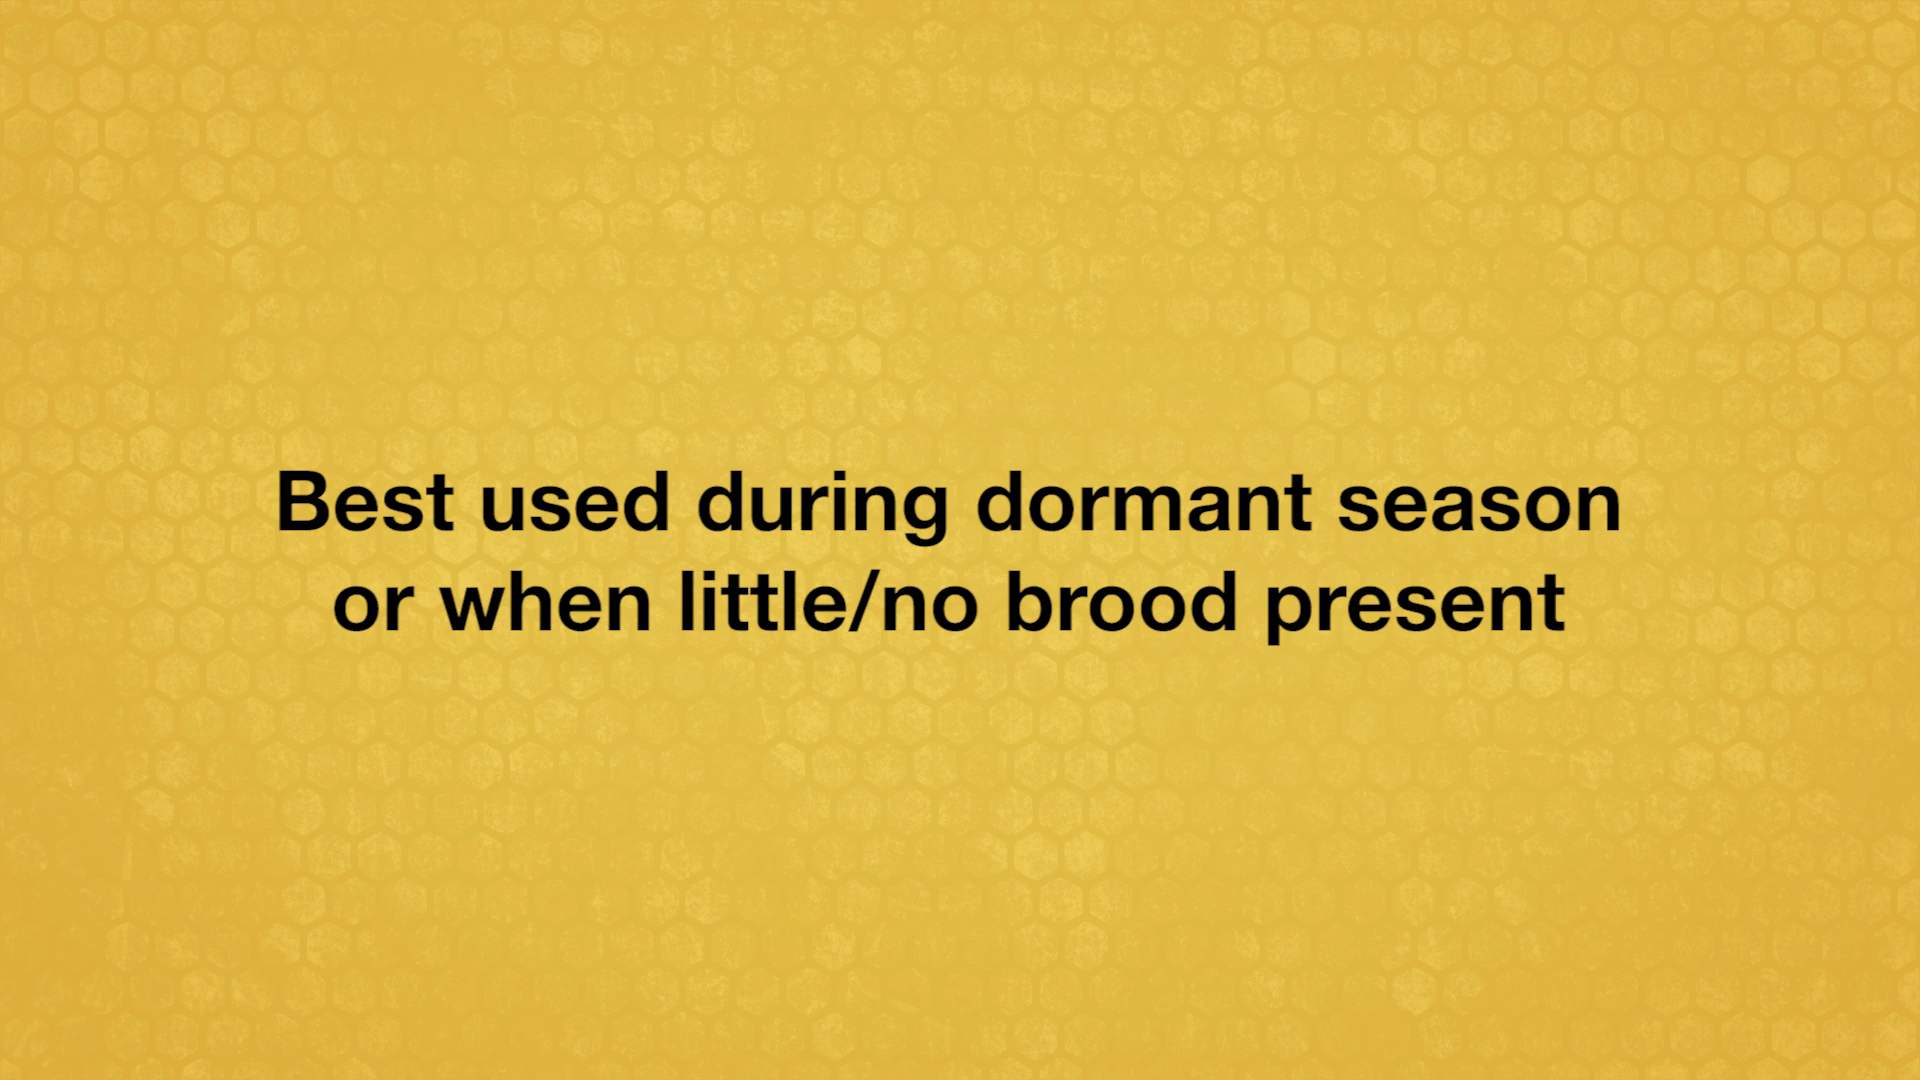 Best used during dormant season
or when little/no brood present